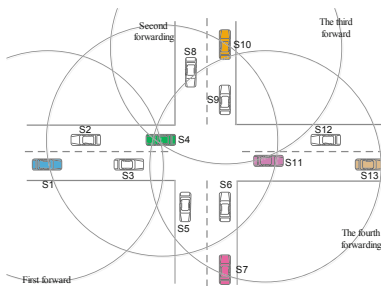 Second
forwarding
The third
forward
S10
S8
S9
S2
S4
S12
S1
S3
S11
S13
S5
S6
S7
The fourth
forwarding
First forward